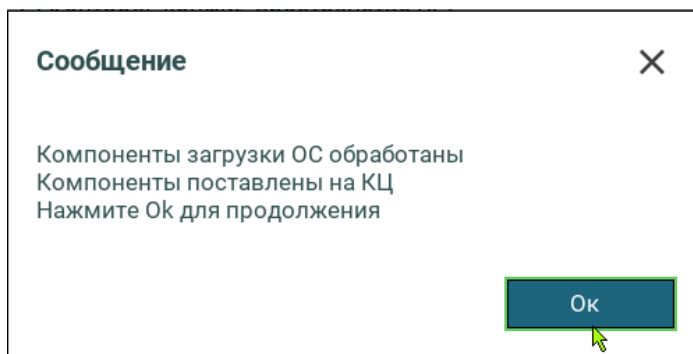 Сообщение
Компоненты загрузки ОС обработаны
Компоненты поставлены на КЦ
Нажмите Ok для продолжения
Ок